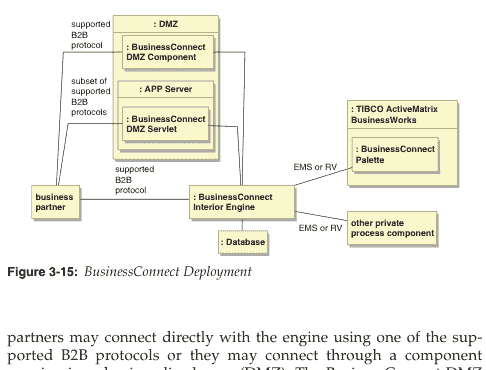 supported
B2B
protocol
: DMZ
: BusinessConnect
DMZ Component
subset of
supported
B2B
protocols
: APP Server
: BusinessConnect
DMZ Servlet
: TIBCO ActiveMatrix
BusinessWorks
: BusinessConnect
Palette
supported
B2B
protocol
EMS or RV
business
partner
: BusinessConnect
Interior Engine
EMS or RV
other private
process component
: Database
Figure 3-15: BusinessConnect Deployment
partners may connect directly with the engine using one of the sup-
ported B2B protocols or they may connect through a component